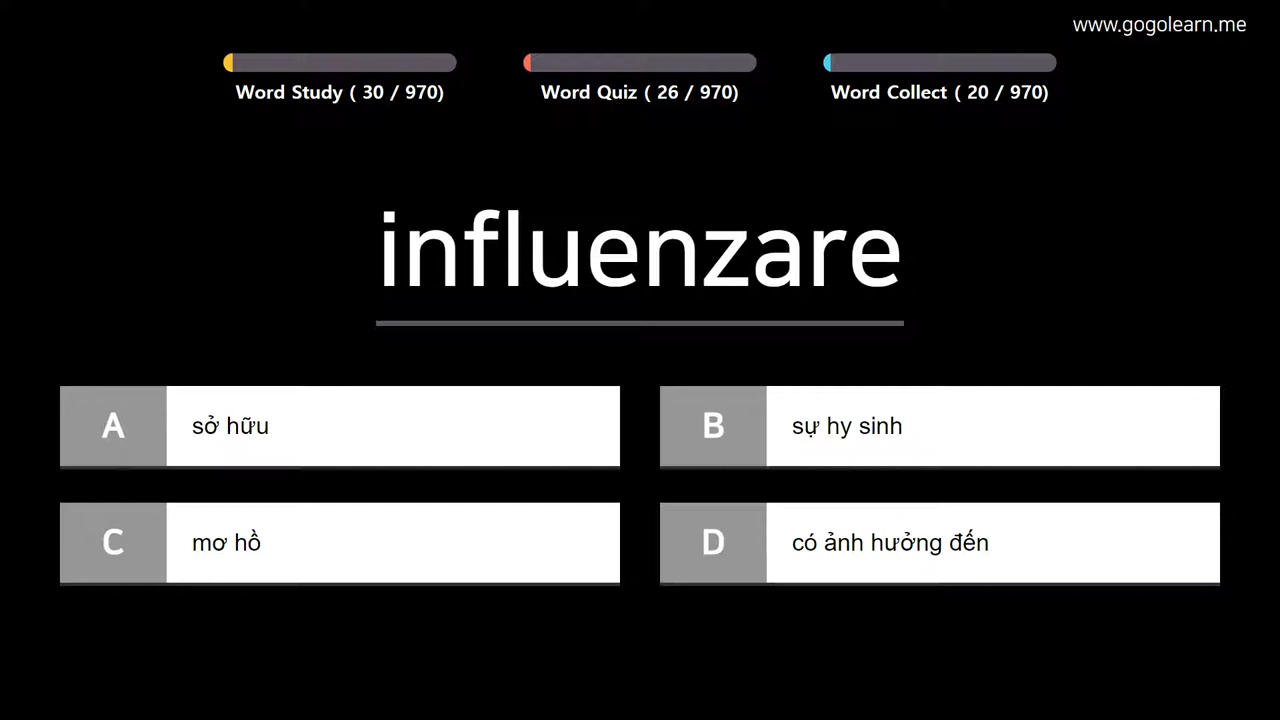 www.gogolearn.me
Word Study ( 30 / 970)
Word Quiz ( 26 / 970)
Word Collect ( 20 / 970)
influenzare
A
sở hữu
B
sự hy sinh
C
mơ hồ
D
có ảnh hưởng đến